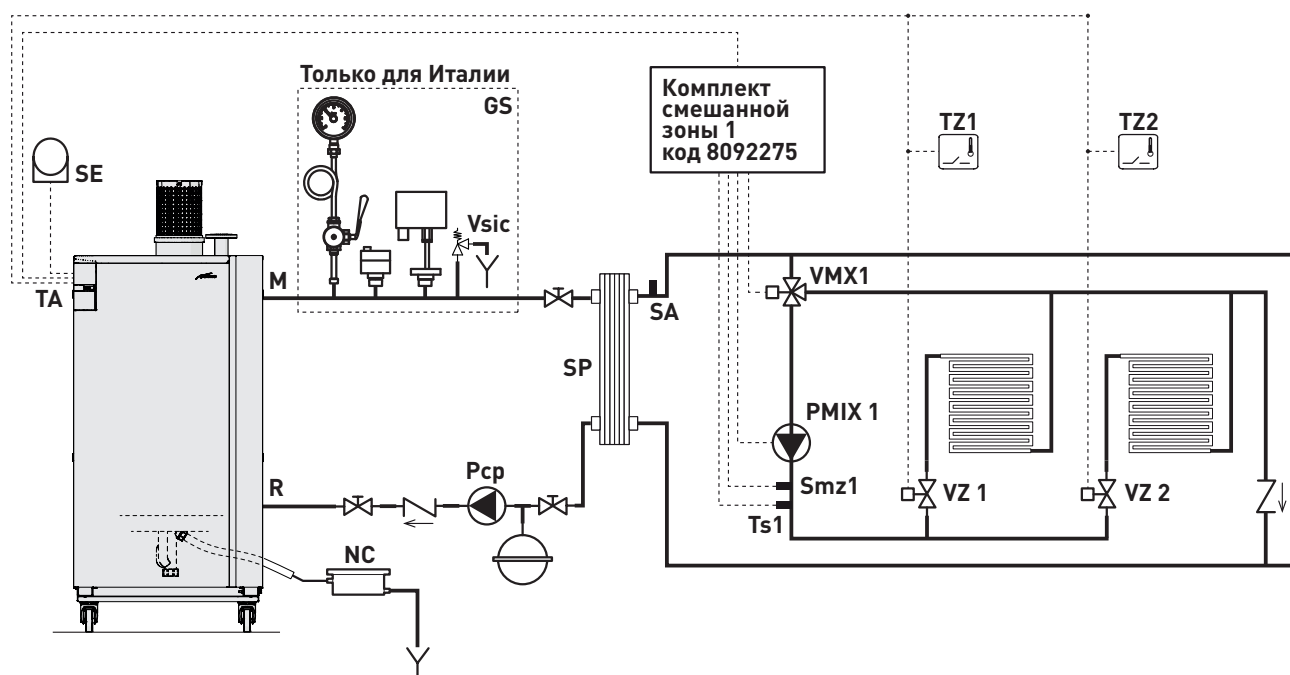 Только для Италии
GS
Комплект
смешанной
зоны 1
код 8092275
TZ1
TZ2
SE
Vsic
M
TA
VMX1
SA
SP
PMIX 1
Pcp
R
Smz1
VZ 1
VZ 2
Ts1
NC